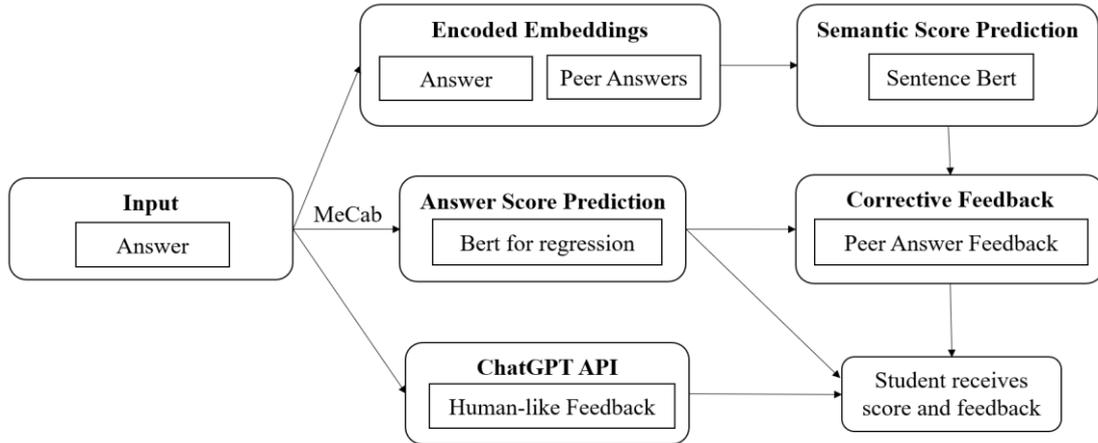 Encoded Embeddings
Answer
Peer Answers
Semantic Score Prediction
Sentence Bert
Input
Answer
MeCab
Answer Score Prediction
Bert for regression
Corrective Feedback
Peer Answer Feedback
ChatGPT API
Human-like Feedback
Student receives
score and feedback